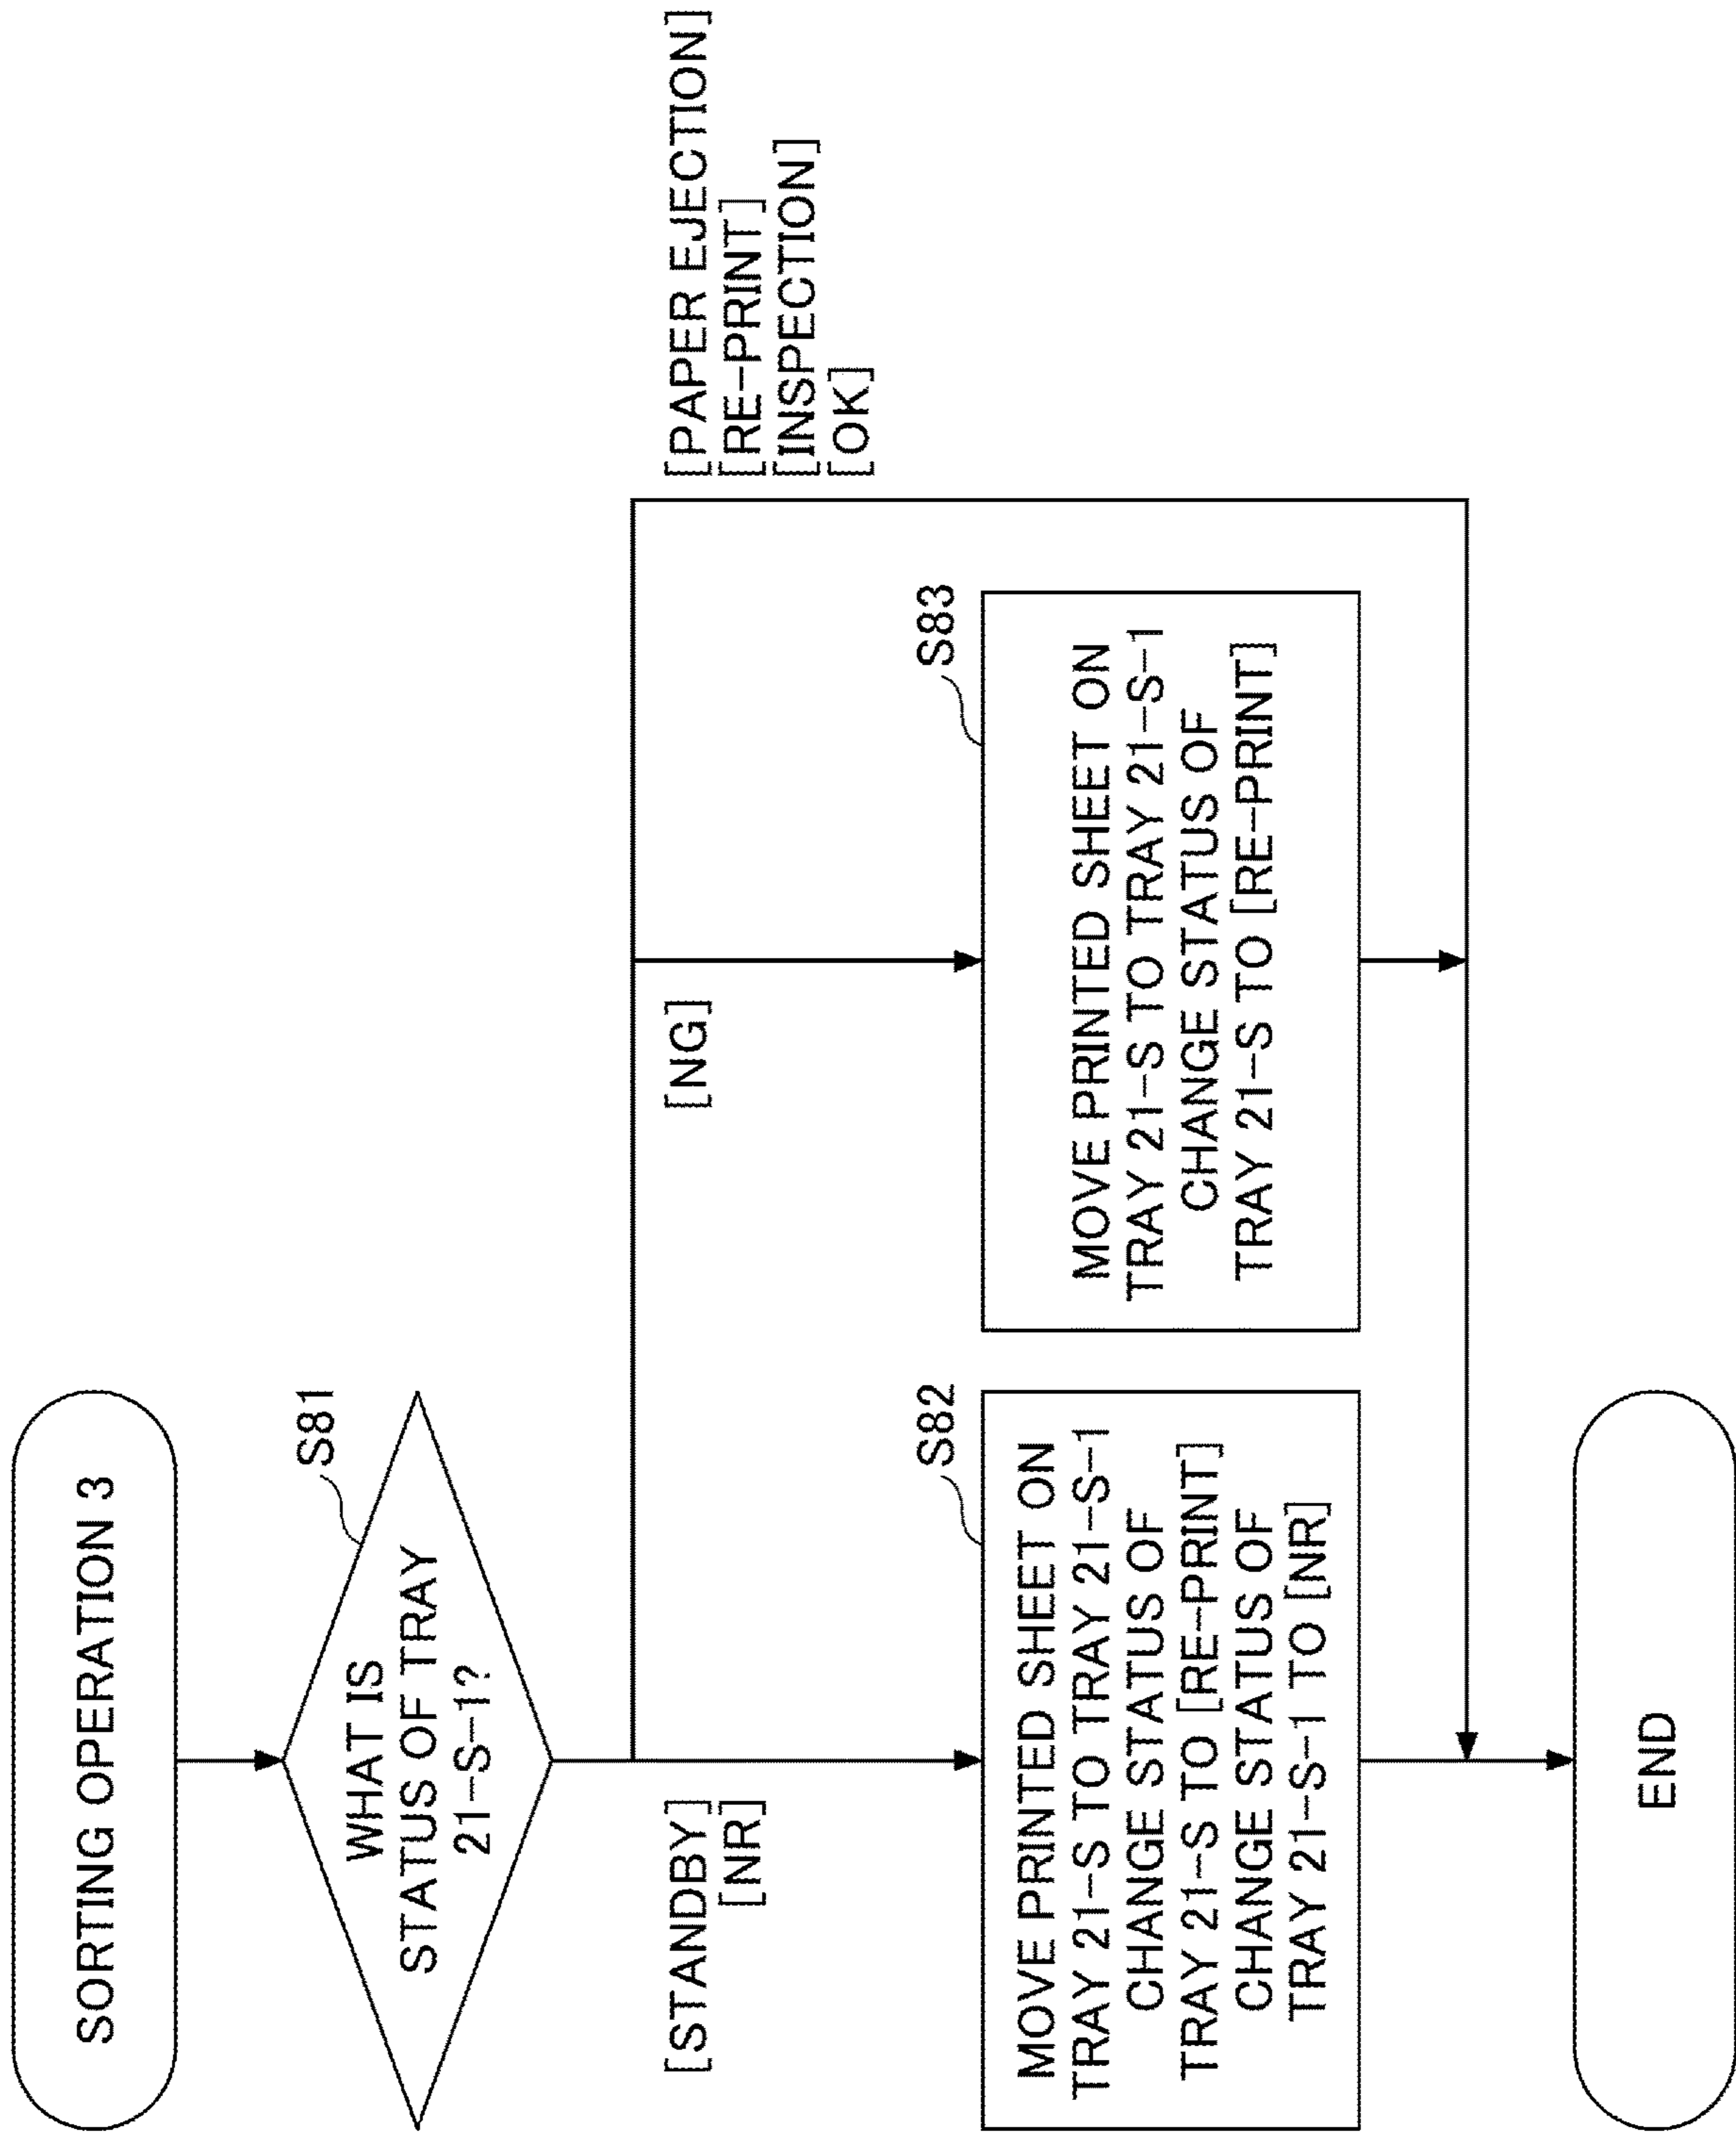 SORTING OPERATION 3
S81
WHAT IS
STATUS OF TRAY
21-S-1?
[STANDBY]
[NR]
[NG]
[PAPER EJECTION]
[RE-PRINT]
[INSPECTION]
[OK]
S82
MOVE PRINTED SHEET ON
TRAY 21-S TO TRAY 21-S-1
CHANGE STATUS OF
TRAY 21-S TO [RE-PRINT]
CHANGE STATUS OF
TRAY 21-S-1 TO [NR]
S83
MOVE PRINTED SHEET ON
TRAY 21-S TO TRAY 21-S-1
CHANGE STATUS OF
TRAY 21-S TO [RE-PRINT]
END